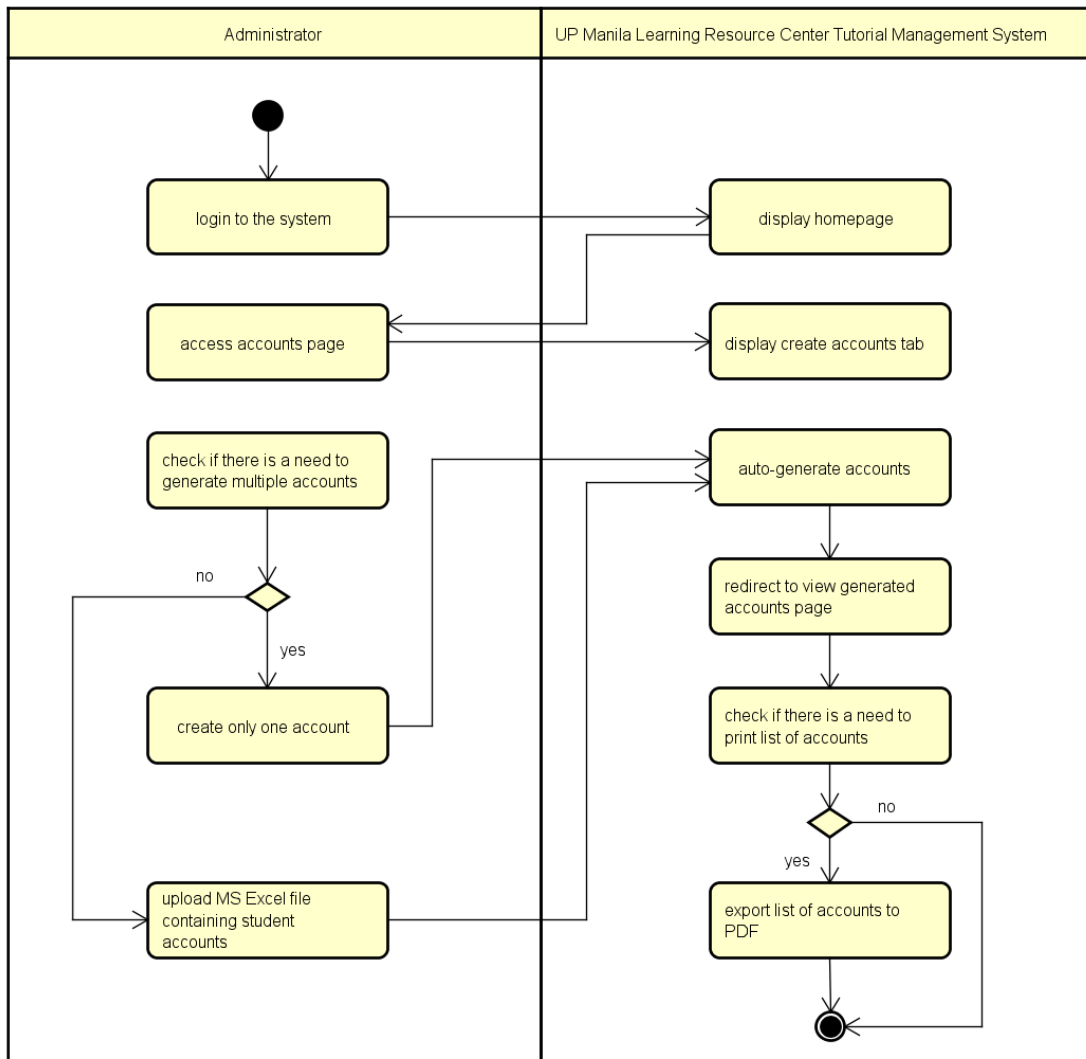 Administrator
UP Manila Learning Resource Center Tutorial Management System
login to the system
display homepage
access accounts page
display create accounts tab
check if there is a need to
generate multiple accounts
auto-generate accounts
no
yes
redirect to view generated
accounts page
create only one account
check if there is a need to
print list of accounts
no
yes
upload MS Excel file
containing student
accounts
export list of accounts to
PDF